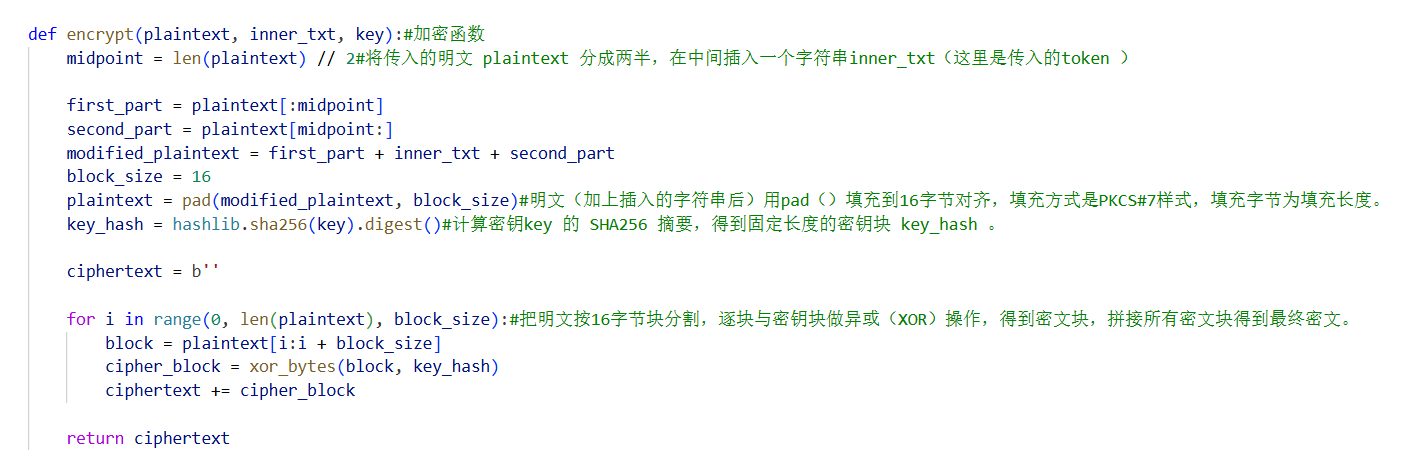 def encrypt(plaintext, inner_txt, key):#加密函数
    midpoint = len(plaintext) // 2#将传入的明文 plaintext 分成两半，在中间插入一个字符串inner_txt（这里是传入的token ）
    first_part = plaintext[:midpoint]
    second_part = plaintext[midpoint:]
    modified_plaintext = first_part + inner_txt + second_part
    block_size = 16
    plaintext = pad(modified_plaintext, block_size)#明文（加上插入的字符串后）用pad（）填充到16字节对齐，填充方式是PKCS#7样式，填充字节为填充长度。
    key_hash = hashlib.sha256(key).digest()#计算密钥key 的 SHA256 摘要，得到固定长度的密钥块 key_hash 。
    ciphertext = b''
    for i in range(0, len(plaintext), block_size):#把明文按16字节块分割，逐块与密钥块做异或（XOR）操作，得到密文块，拼接所有密文块得到最终密文。
        block = plaintext[i:i + block_size]
        cipher_block = xor_bytes(block, key_hash)
        ciphertext += cipher_block
    return ciphertext